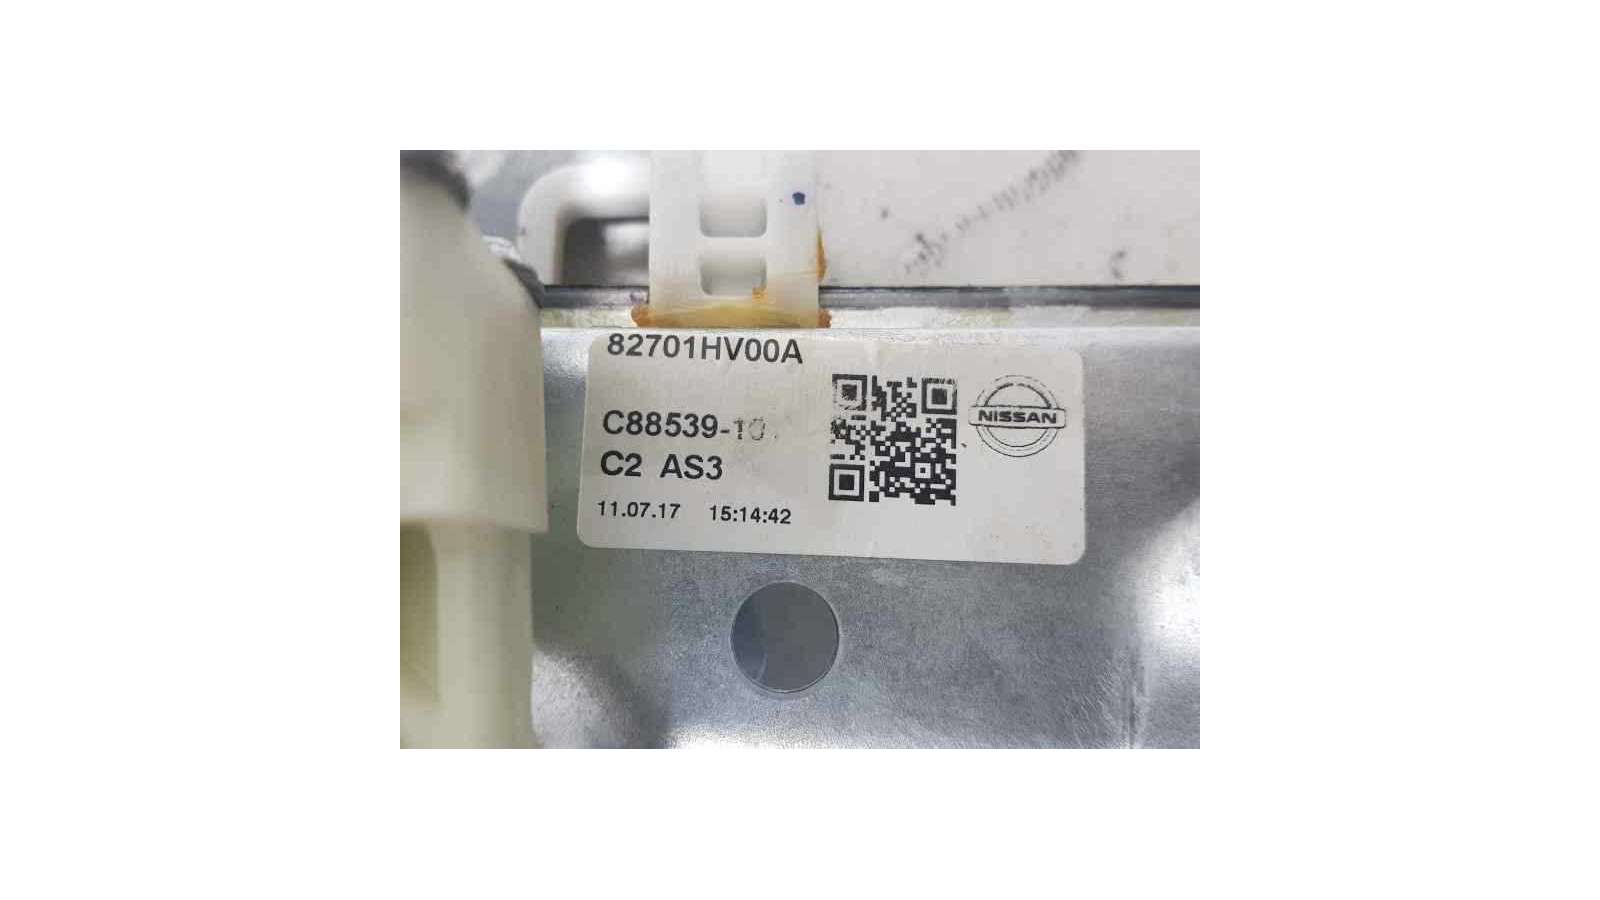 82701HV00A
C88539-10
C2 AS3
11.07.17 15:14:42
NISSAN